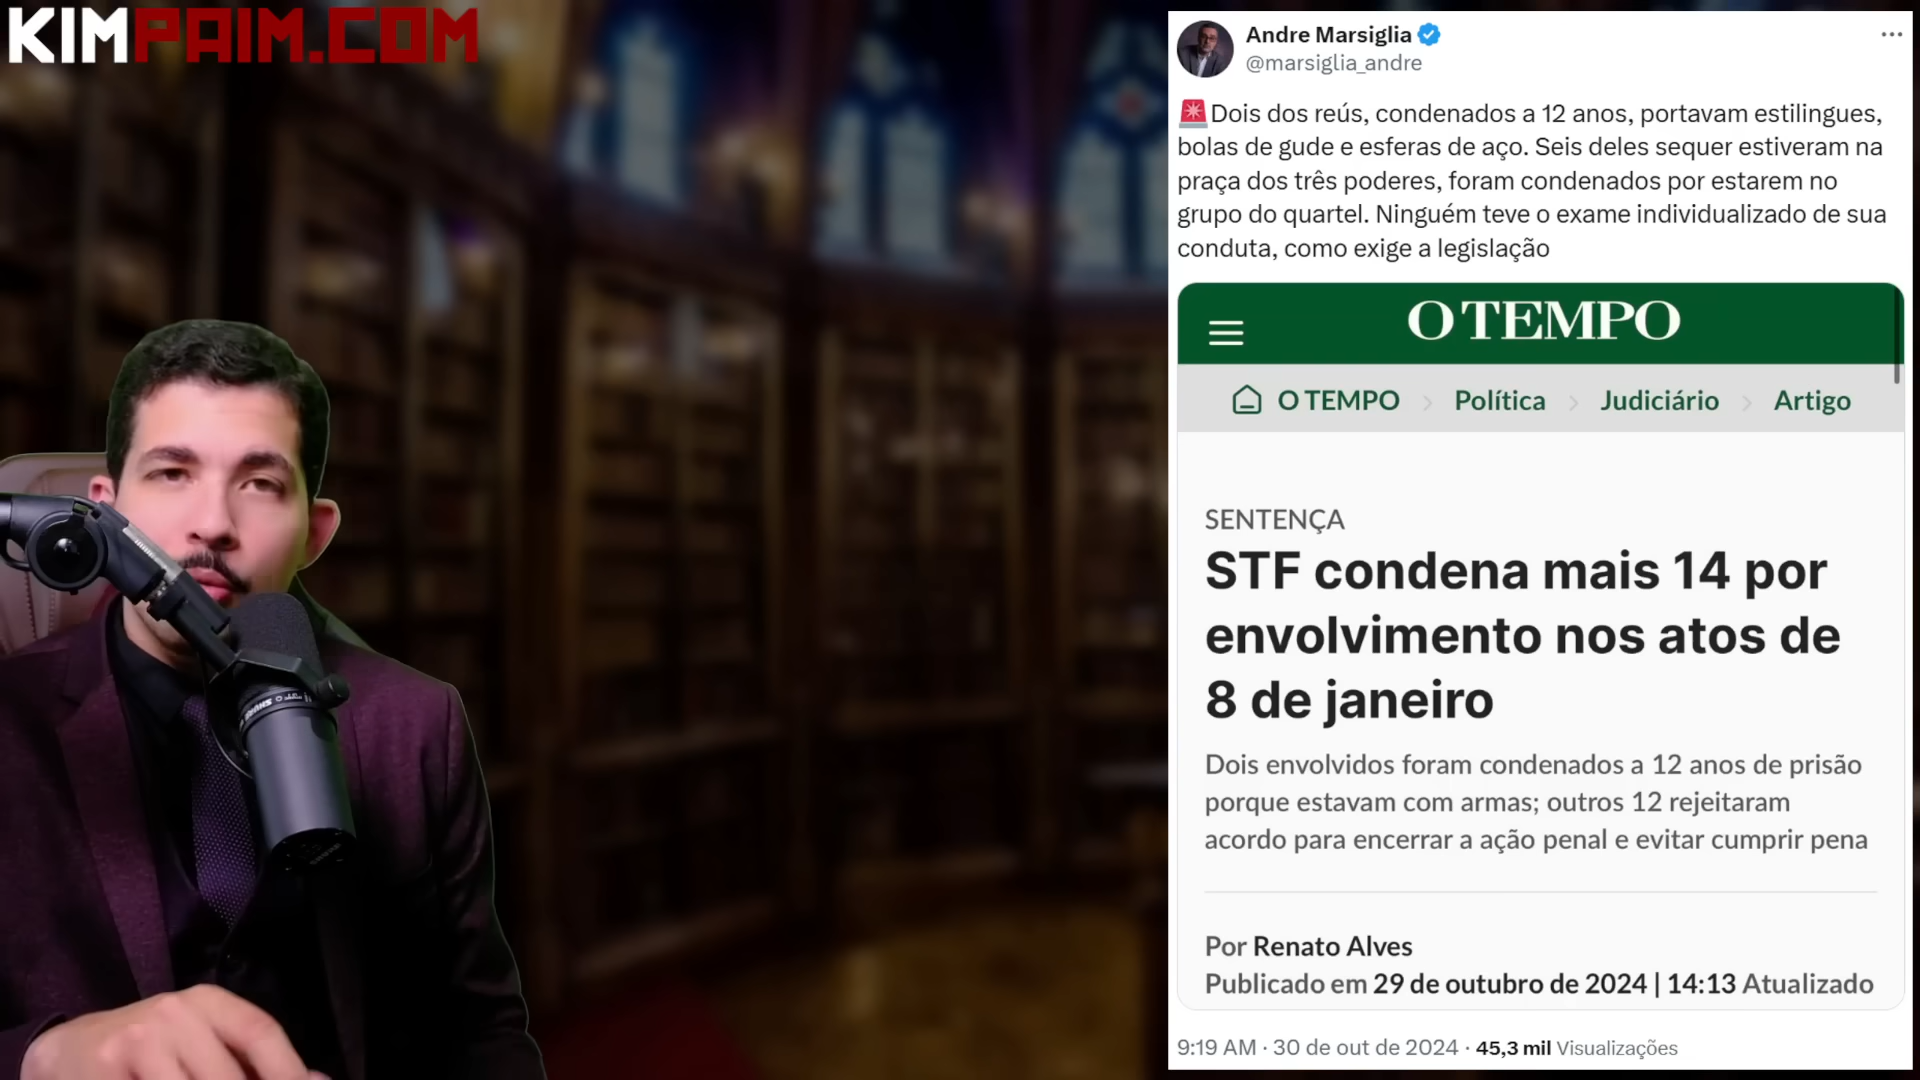 KIMPAIM.COM
Andre Marsiglia
@marsiglia_andre
Dois dos reús, condenados a 12 anos, portavam estilingues,
bolas de gude e esferas de aço. Seis deles sequer estiveram na
praça dos três poderes, foram condenados por estarem no
grupo do quartel. Ninguém teve o exame individualizado de sua
conduta, como exige a legislação
O TEMPO
O TEMPO > Política > Judiciário > Artigo
SENTENÇA
STF condena mais 14 por
envolvimento nos atos de
8 de janeiro
Dois envolvidos foram condenados a 12 anos de prisão
porque estavam com armas; outros 12 rejeitaram
acordo para encerrar a ação penal e evitar cumprir pena
Por Renato Alves
Publicado em 29 de outubro de 2024 | 14:13 Atualizado
9:19 AM · 30 de out de 2024 · 45,3 mil Visualizações
SHURE